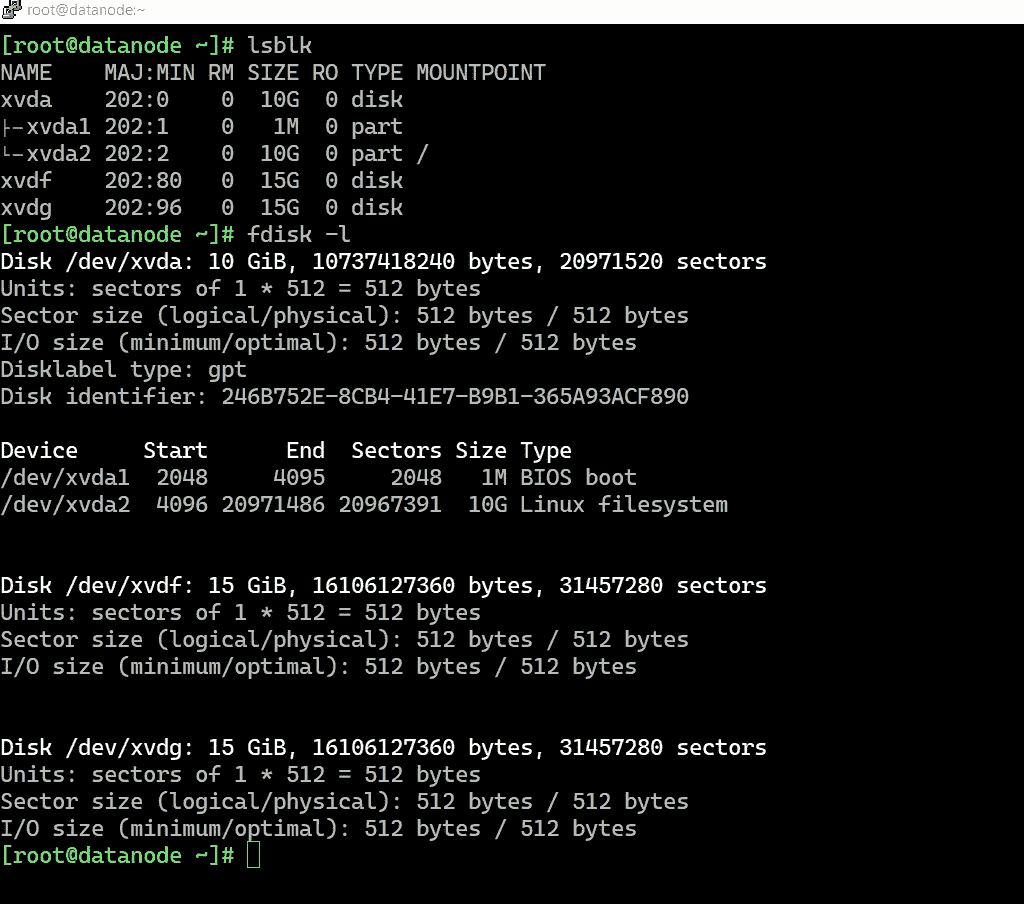 root@datanode:~
[root@datanode ~]# lsblk
NAME    MAJ:MIN RM SIZE RO TYPE MOUNTPOINT
xvda    202:0    0  10G  0 disk
├─xvda1 202:1    0   1M  0 part
└─xvda2 202:2    0  10G  0 part /
xvdf    202:80   0  15G  0 disk
xvdg    202:96   0  15G  0 disk
[root@datanode ~]# fdisk -l
Disk /dev/xvda: 10 GiB, 10737418240 bytes, 20971520 sectors
Units: sectors of 1 * 512 = 512 bytes
Sector size (logical/physical): 512 bytes / 512 bytes
I/O size (minimum/optimal): 512 bytes / 512 bytes
Disklabel type: gpt
Disk identifier: 246B752E-8CB4-41E7-B9B1-365A93ACF890
Device     Start      End  Sectors Size Type
/dev/xvda1  2048     4095     2048   1M BIOS boot
/dev/xvda2  4096 20971486 20967391  10G Linux filesystem
Disk /dev/xvdf: 15 GiB, 16106127360 bytes, 31457280 sectors
Units: sectors of 1 * 512 = 512 bytes
Sector size (logical/physical): 512 bytes / 512 bytes
I/O size (minimum/optimal): 512 bytes / 512 bytes
Disk /dev/xvdg: 15 GiB, 16106127360 bytes, 31457280 sectors
Units: sectors of 1 * 512 = 512 bytes
Sector size (logical/physical): 512 bytes / 512 bytes
I/O size (minimum/optimal): 512 bytes / 512 bytes
[root@datanode ~]#